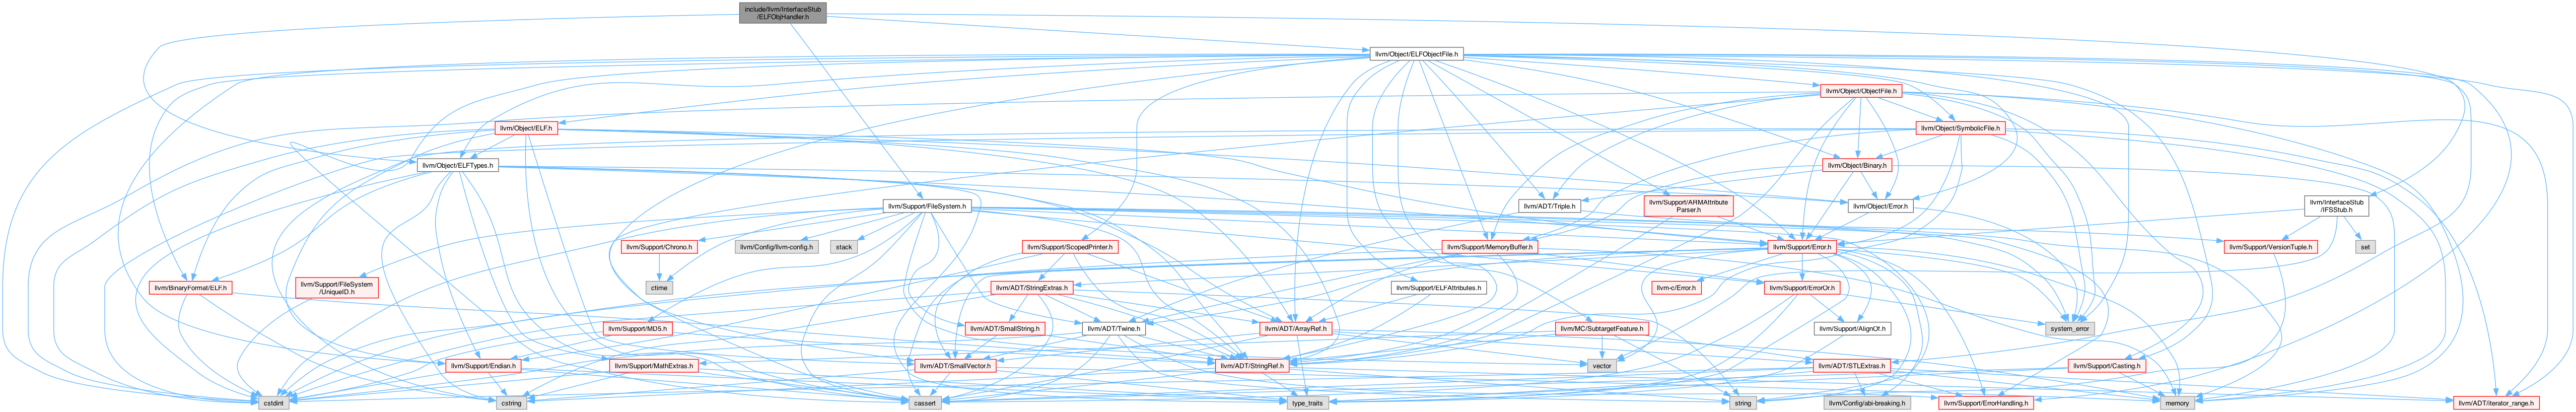 include/llvm/InterfaceStub
/ELFObjHandler.h
llvm/Object/ELFObjectFile.h
llvm/Object/ObjectFile.h
llvm/Object/ELF.h
llvm/Object/SymbolicFile.h
llvm/Object/ELFTypes.h
llvm/Object/Binary.h
llvm/Support/FileSystem.h
llvm/ADT/Triple.h
llvm/Support/ARMAttribute
Parser.h
llvm/Object/Error.h
llvm/InterfaceStub
/IFSStub.h
llvm/Support/Chrono.h
llvm/Config/llvm-config.h
stack
llvm/Support/ScopedPrinter.h
llvm/Support/MemoryBuffer.h
llvm/Support/Error.h
llvm/Support/VersionTuple.h
set
llvm/BinaryFormat/ELF.h
llvm/Support/FileSystem
/UniqueID.h
ctime
llvm/ADT/StringExtras.h
llvm/Support/ELFAttributes.h
llvm-c/Error.h
llvm/Support/ErrorOr.h
llvm/Support/MD5.h
llvm/ADT/SmallString.h
llvm/ADT/Twine.h
llvm/ADT/ArrayRef.h
llvm/MC/SubtargetFeature.h
llvm/Support/AlignOf.h
system_error
llvm/Support/Endian.h
llvm/Support/MathExtras.h
llvm/ADT/SmallVector.h
llvm/ADT/StringRef.h
vector
llvm/ADT/STLExtras.h
llvm/Support/Casting.h
cstdint
cstring
cassert
type_traits
string
llvm/Config/abi-breaking.h
llvm/Support/ErrorHandling.h
memory
llvm/ADT/iterator_range.h